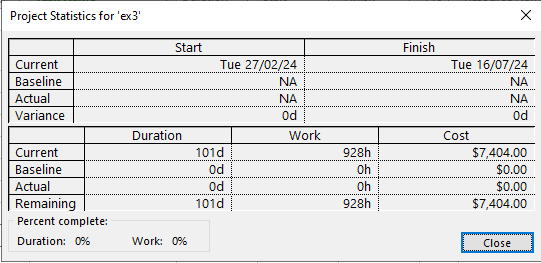 Project Statistics for 'ex3'
Start Finish
Current Tue 27/02/24 Tue 16/07/24
Baseline NA NA
Actual NA NA
Variance 0d 0d
Duration Work Cost
Current 101d 928h $7,404.00
Baseline 0d 0h $0.00
Actual 0d 0h $0.00
Remaining 101d 928h $7,404.00
Percent complete:
Duration: 0% Work: 0% Close